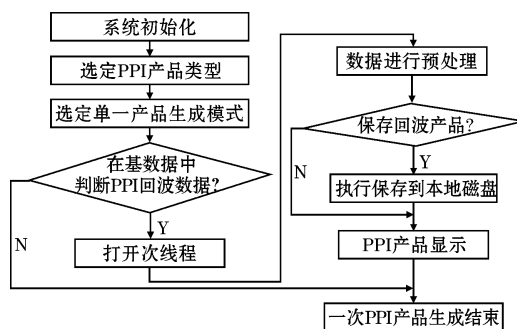 系统初始化
选定PPI产品类型
选定单一产品生成模式
在基数据中
判断PPI回波数据?
N
Y
打开次线程
数据进行预处理
保存回波产品?
N
Y
执行保存到本地磁盘
PPI产品显示
一次PPI产品生成结束